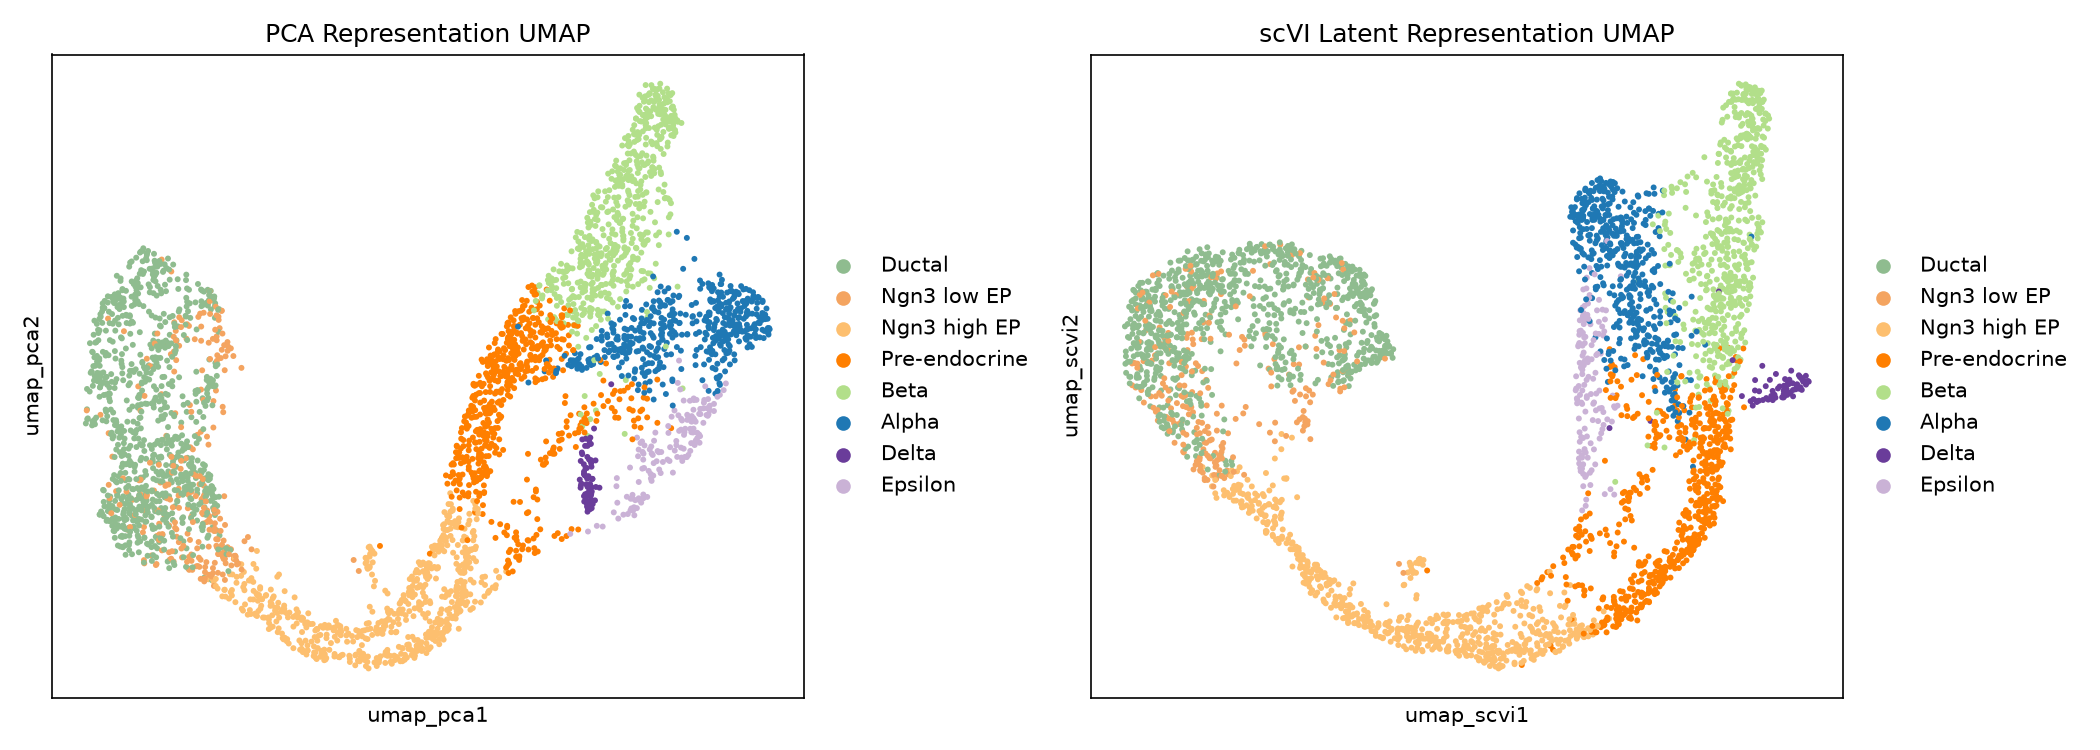 PCA Representation UMAP
umap_pca2
umap_pca1
Ductal
Ngn3 low EP
Ngn3 high EP
Pre-endocrine
Beta
Alpha
Delta
Epsilon
scVI Latent Representation UMAP
umap_scvi2
umap_scvi1
Ductal
Ngn3 low EP
Ngn3 high EP
Pre-endocrine
Beta
Alpha
Delta
Epsilon